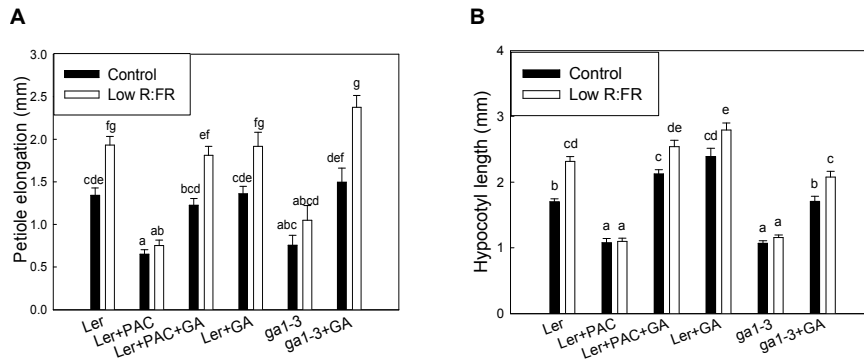 A
Petiole elongation (mm)
3.0
2.5
2.0
1.5
1.0
0.5
0.0
Control
Low R:FR
cde
fg
a
ab
bcd
ef
cde
fg
abc
abcd
def
g
Ler
Ler+PAC
Ler+PAC+GA
Ler+GA
ga1-3
ga1-3+GA
B
Hypocotyl length (mm)
4
3
2
1
0
Control
Low R:FR
b
cd
a
a
c
de
cd
e
a
a
b
c
Ler
Ler+PAC
Ler+PAC+GA
Ler+GA
ga1-3
ga1-3+GA